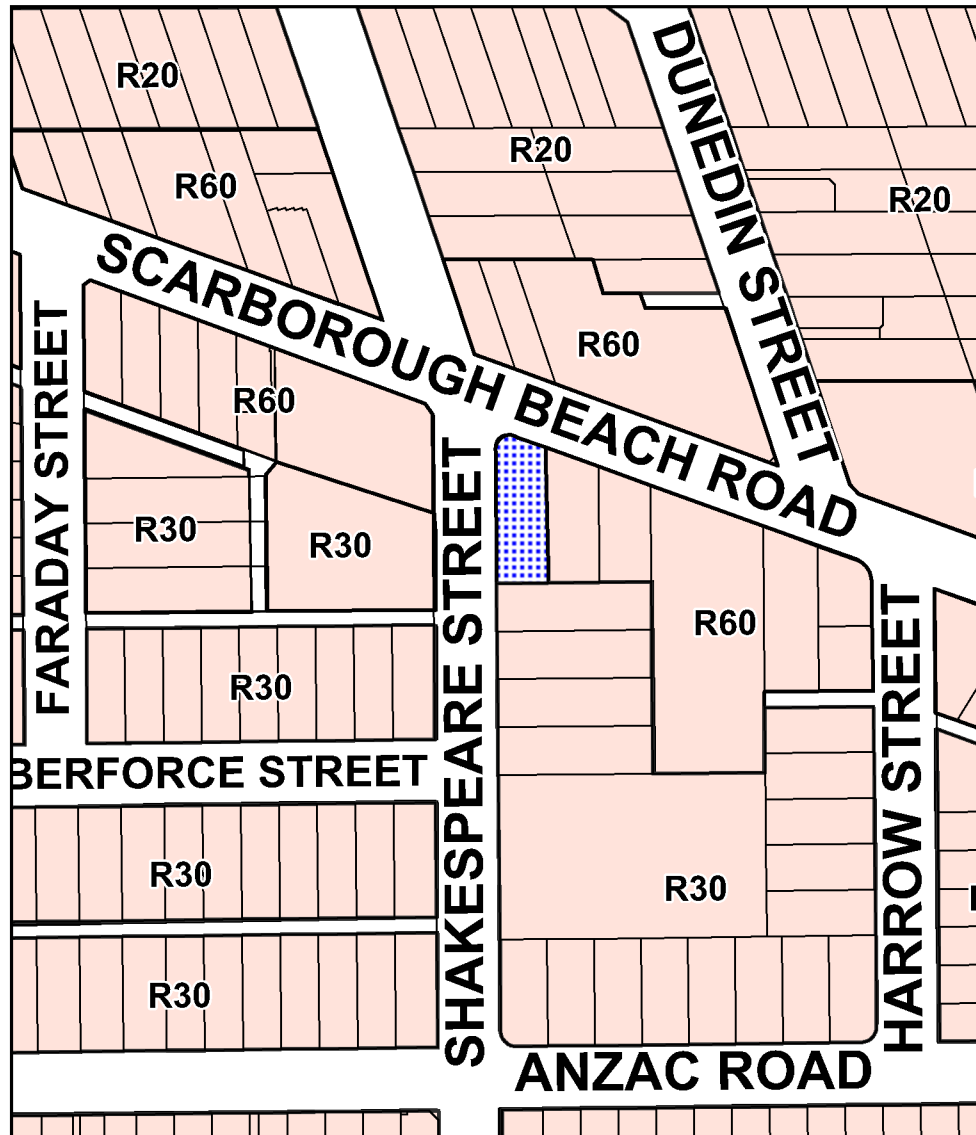 R20
DUNEDIN STREET
R20
R60
R20
SCARBOROUGH BEACH ROAD
FARADAY STREET
R60
R60
R30
R30
SHAKESPEARE STREET
R60
HARROW STREET
R30
BERFORCE STREET
R30
R30
R30
ANZAC ROAD